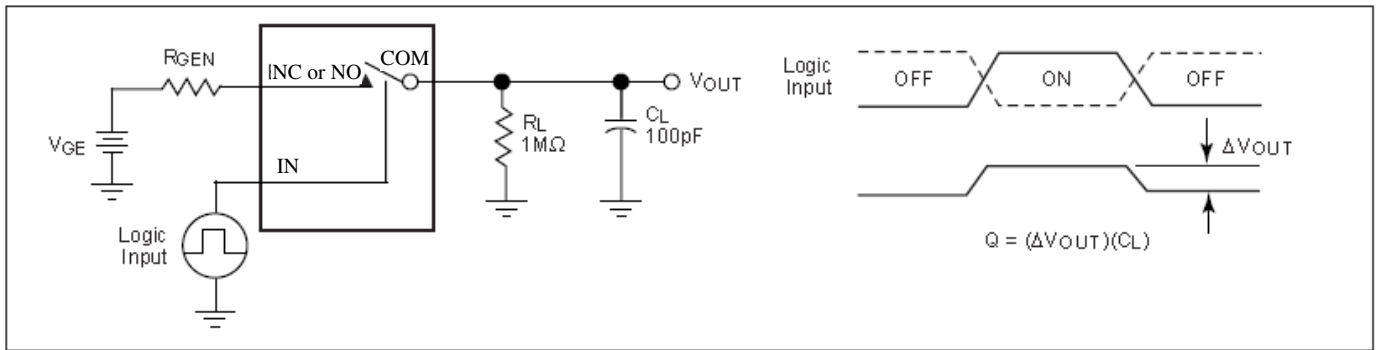 RGEN
INC or NO
COM
VOUT
VGE
RL
1MΩ
CL
100pF
IN
Logic
Input
Logic
Input
OFF
ON
OFF
ΔVOUT
Q = (ΔVOUT)(CL)